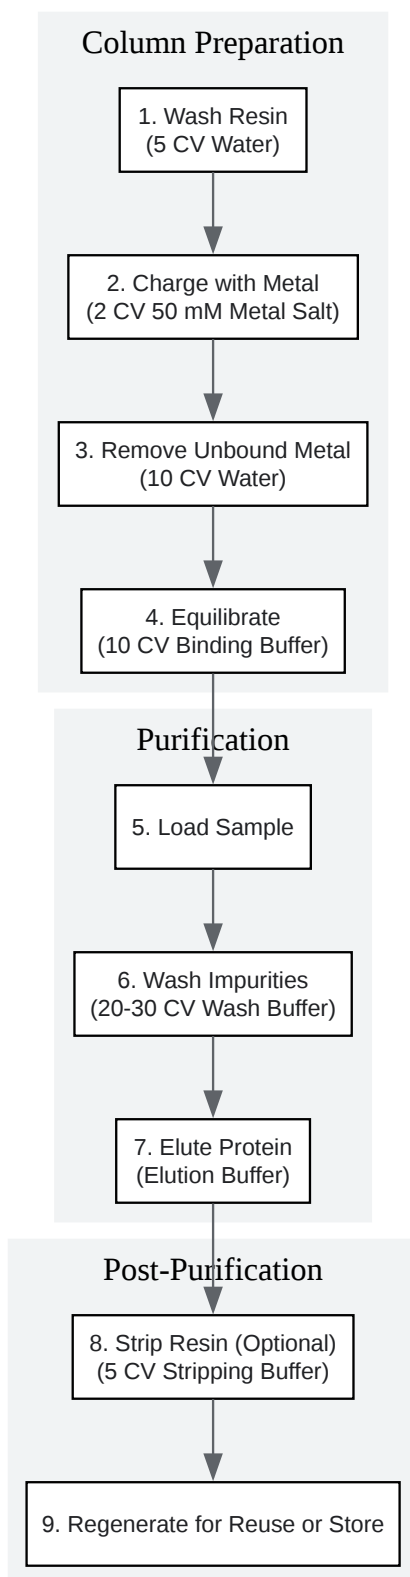 Column Preparation
1. Wash Resin
(5 CV Water)
2. Charge with Metal
(2 CV 50 mM Metal Salt)
3. Remove Unbound Metal
(10 CV Water)
4. Equilibrate
(10 CV Binding Buffer)
Purification
5. Load Sample
6. Wash Impurities
(20-30 CV Wash Buffer)
7. Elute Protein
(Elution Buffer)
Post-Purification
8. Strip Resin (Optional)
(5 CV Stripping Buffer)
9. Regenerate for Reuse or Store